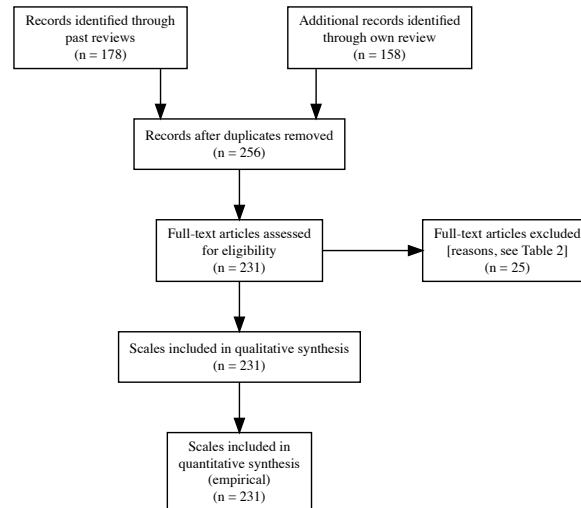 Records identified through
past reviews
(n = 178)
Additional records identified
through own review
(n = 158)
Records after duplicates removed
(n = 256)
Full-text articles assessed
for eligibility
(n = 231)
Full-text articles excluded
[reasons, see Table 2]
(n = 25)
Scales included in qualitative synthesis
(n = 231)
Scales included in
quantitative synthesis
(empirical)
(n = 231)